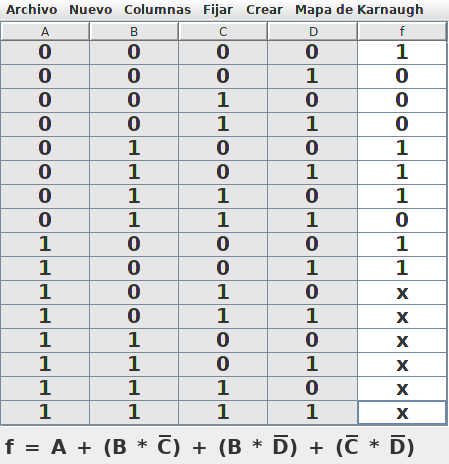 Archivo Nuevo Columnas Fijar Crear Mapa de Karnaugh
A B C D f
0 0 0 0 1
0 0 0 1 0
0 0 1 0 0
0 0 1 1 0
0 1 0 0 1
0 1 0 1 1
0 1 1 0 1
0 1 1 1 0
1 0 0 0 1
1 0 0 1 1
1 0 1 0 x
1 0 1 1 x
1 1 0 0 x
1 1 0 1 x
1 1 1 0 x
1 1 1 1 x
f = A + (B * C̅) + (B * D̅) + (C̅ * D̅)